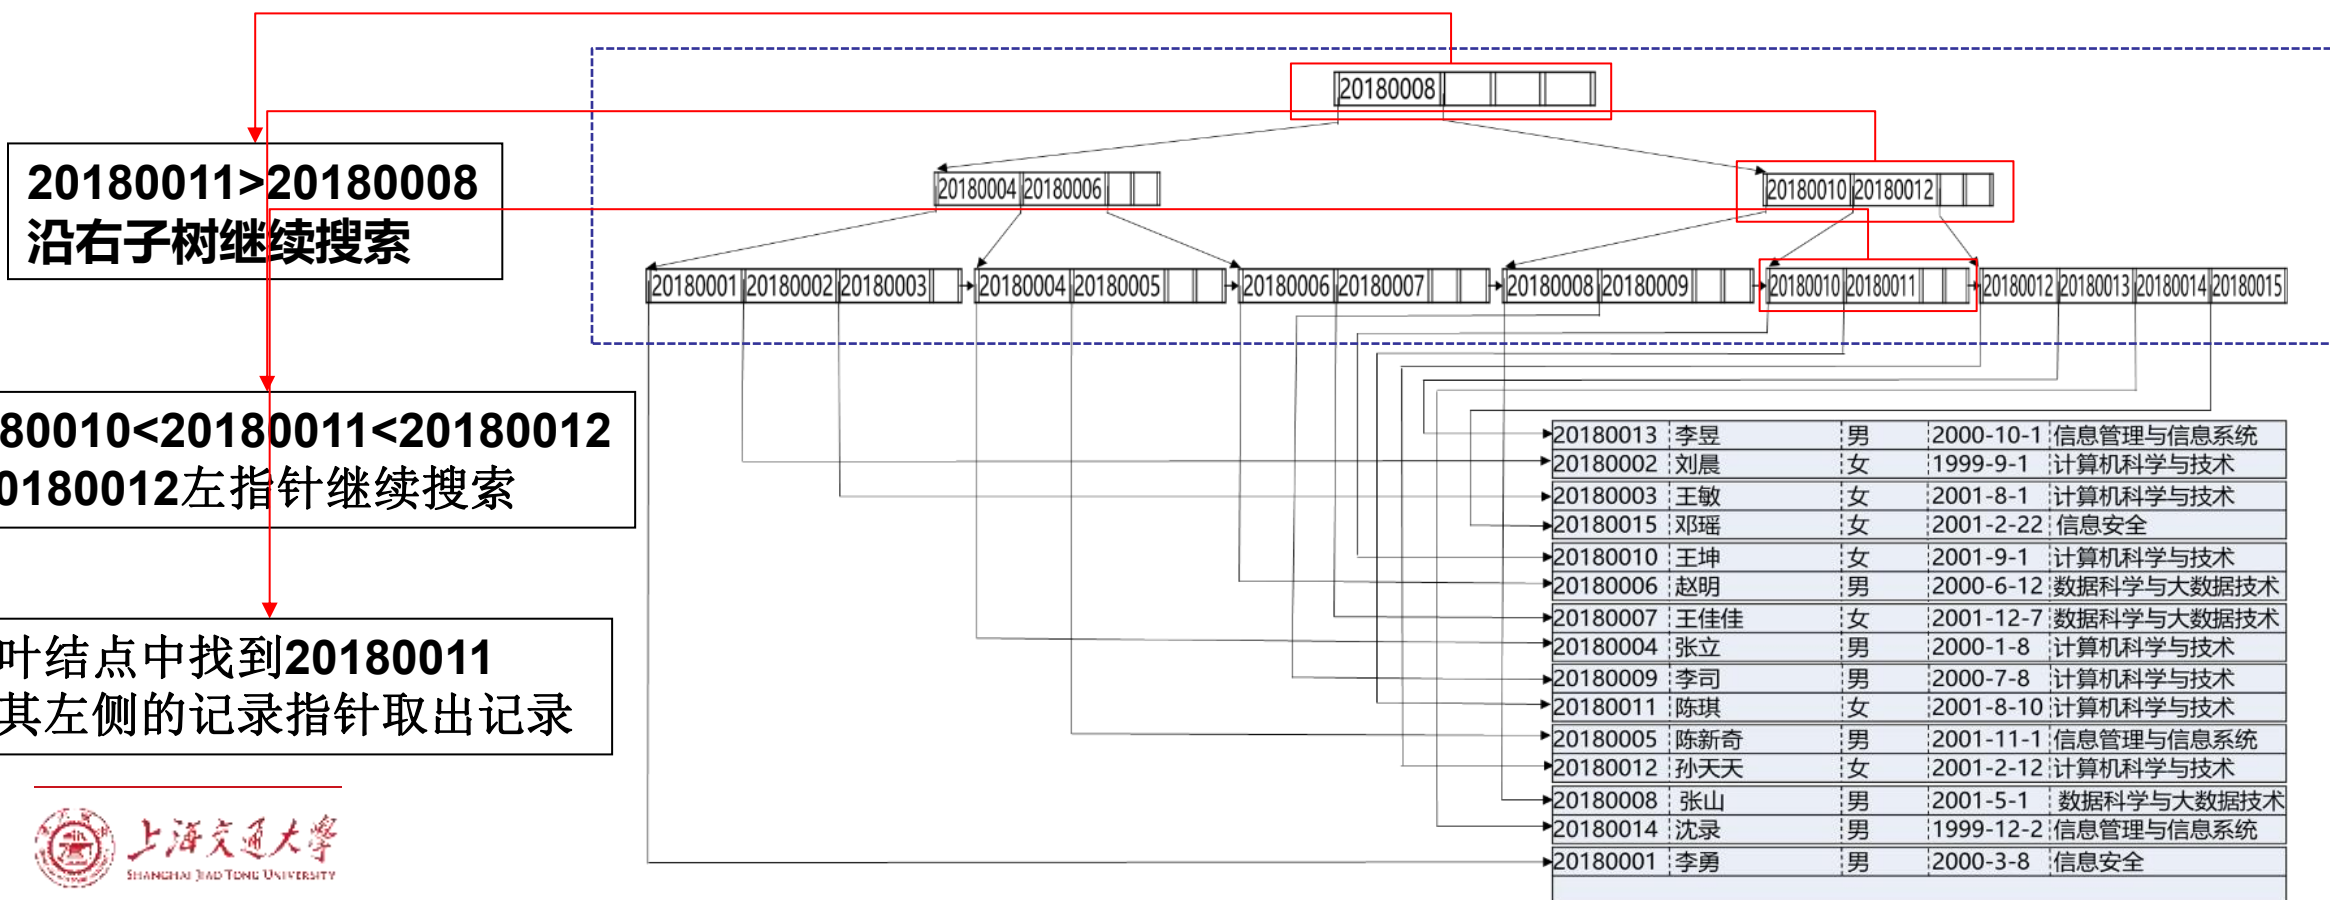 20180008
20180011>20180008
沿右子树继续搜索
20180004 20180006
20180010 20180012
20180001 20180002 20180003
20180004 20180005
20180006 20180007
20180008 20180009
20180010 20180011
20180012 20180013 20180014 20180015
80010<20180011<20180012
0180012左指针继续搜索
叶结点中找到20180011
其左侧的记录指针取出记录
20180013 李昱 男 2000-10-1 信息管理与信息系统
20180002 刘晨 女 1999-9-1 计算机科学与技术
20180003 王敏 女 2001-8-1 计算机科学与技术
20180015 邓瑶 女 2001-2-22 信息安全
20180010 王坤 女 2001-9-1 计算机科学与技术
20180006 赵明 男 2000-6-12 数据科学与大数据技术
20180007 王佳佳 女 2001-12-7 数据科学与大数据技术
20180004 张立 男 2000-1-8 计算机科学与技术
20180009 李司 男 2000-7-8 计算机科学与技术
20180011 陈琪 女 2001-8-10 计算机科学与技术
20180005 陈新奇 男 2001-11-1 信息管理与信息系统
20180012 孙天天 女 2001-2-12 计算机科学与技术
20180008 张山 男 2001-5-1 数据科学与大数据技术
20180014 沈录 男 1999-12-2 信息管理与信息系统
20180001 李勇 男 2000-3-8 信息安全
上海交通大學
SHANGHAI JIAO TONG UNIVERSITY